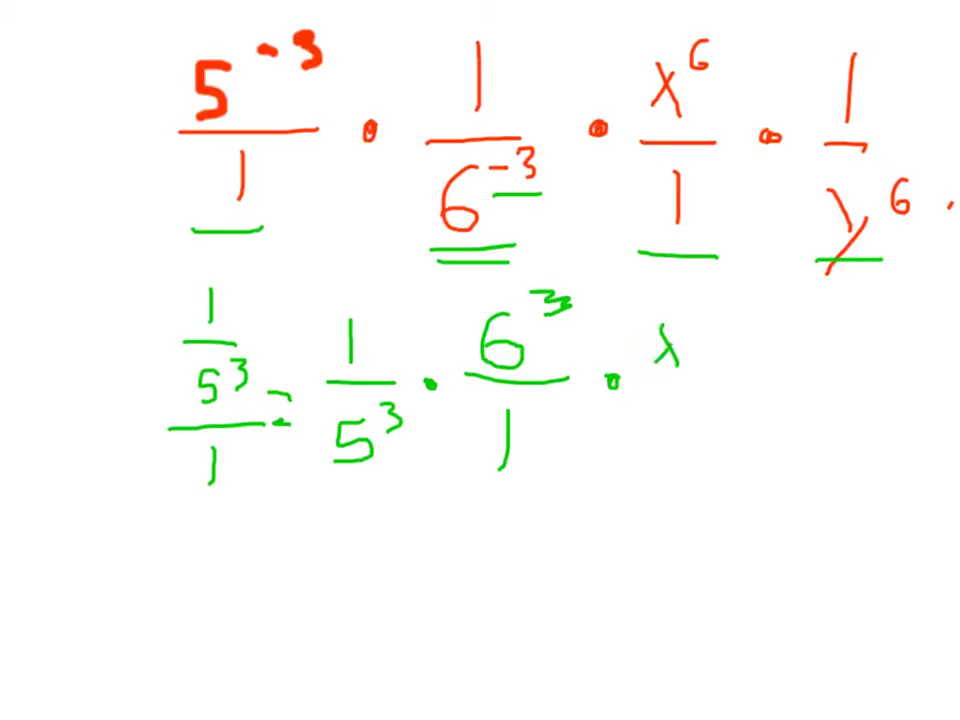 5^{-3}/1 · 1/6^{-3} · x^6/1 · 1/y^6 ·
(1/5^3)/1 = 1/5^3 · 6^3/1 · x